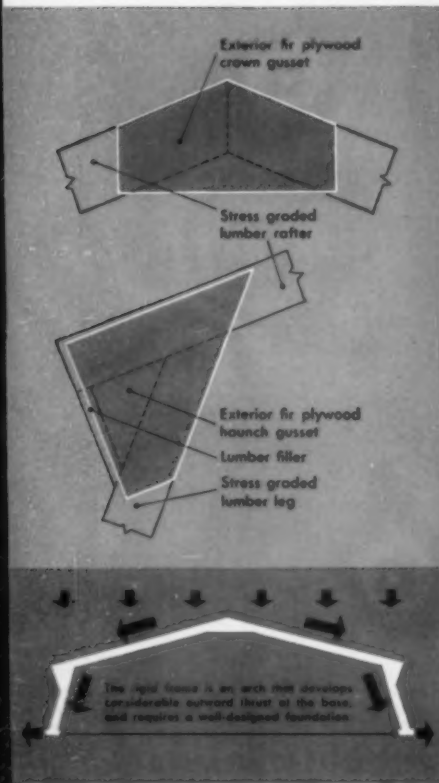 Exterior fir plywood
crown gusset
Stress graded
lumber rafter
Exterior fir plywood
haunch gusset
Lumber filler
Stress graded
lumber leg
The rigid frame is an arch that develops
considerable outward thrust at the base,
and requires a well-designed foundation